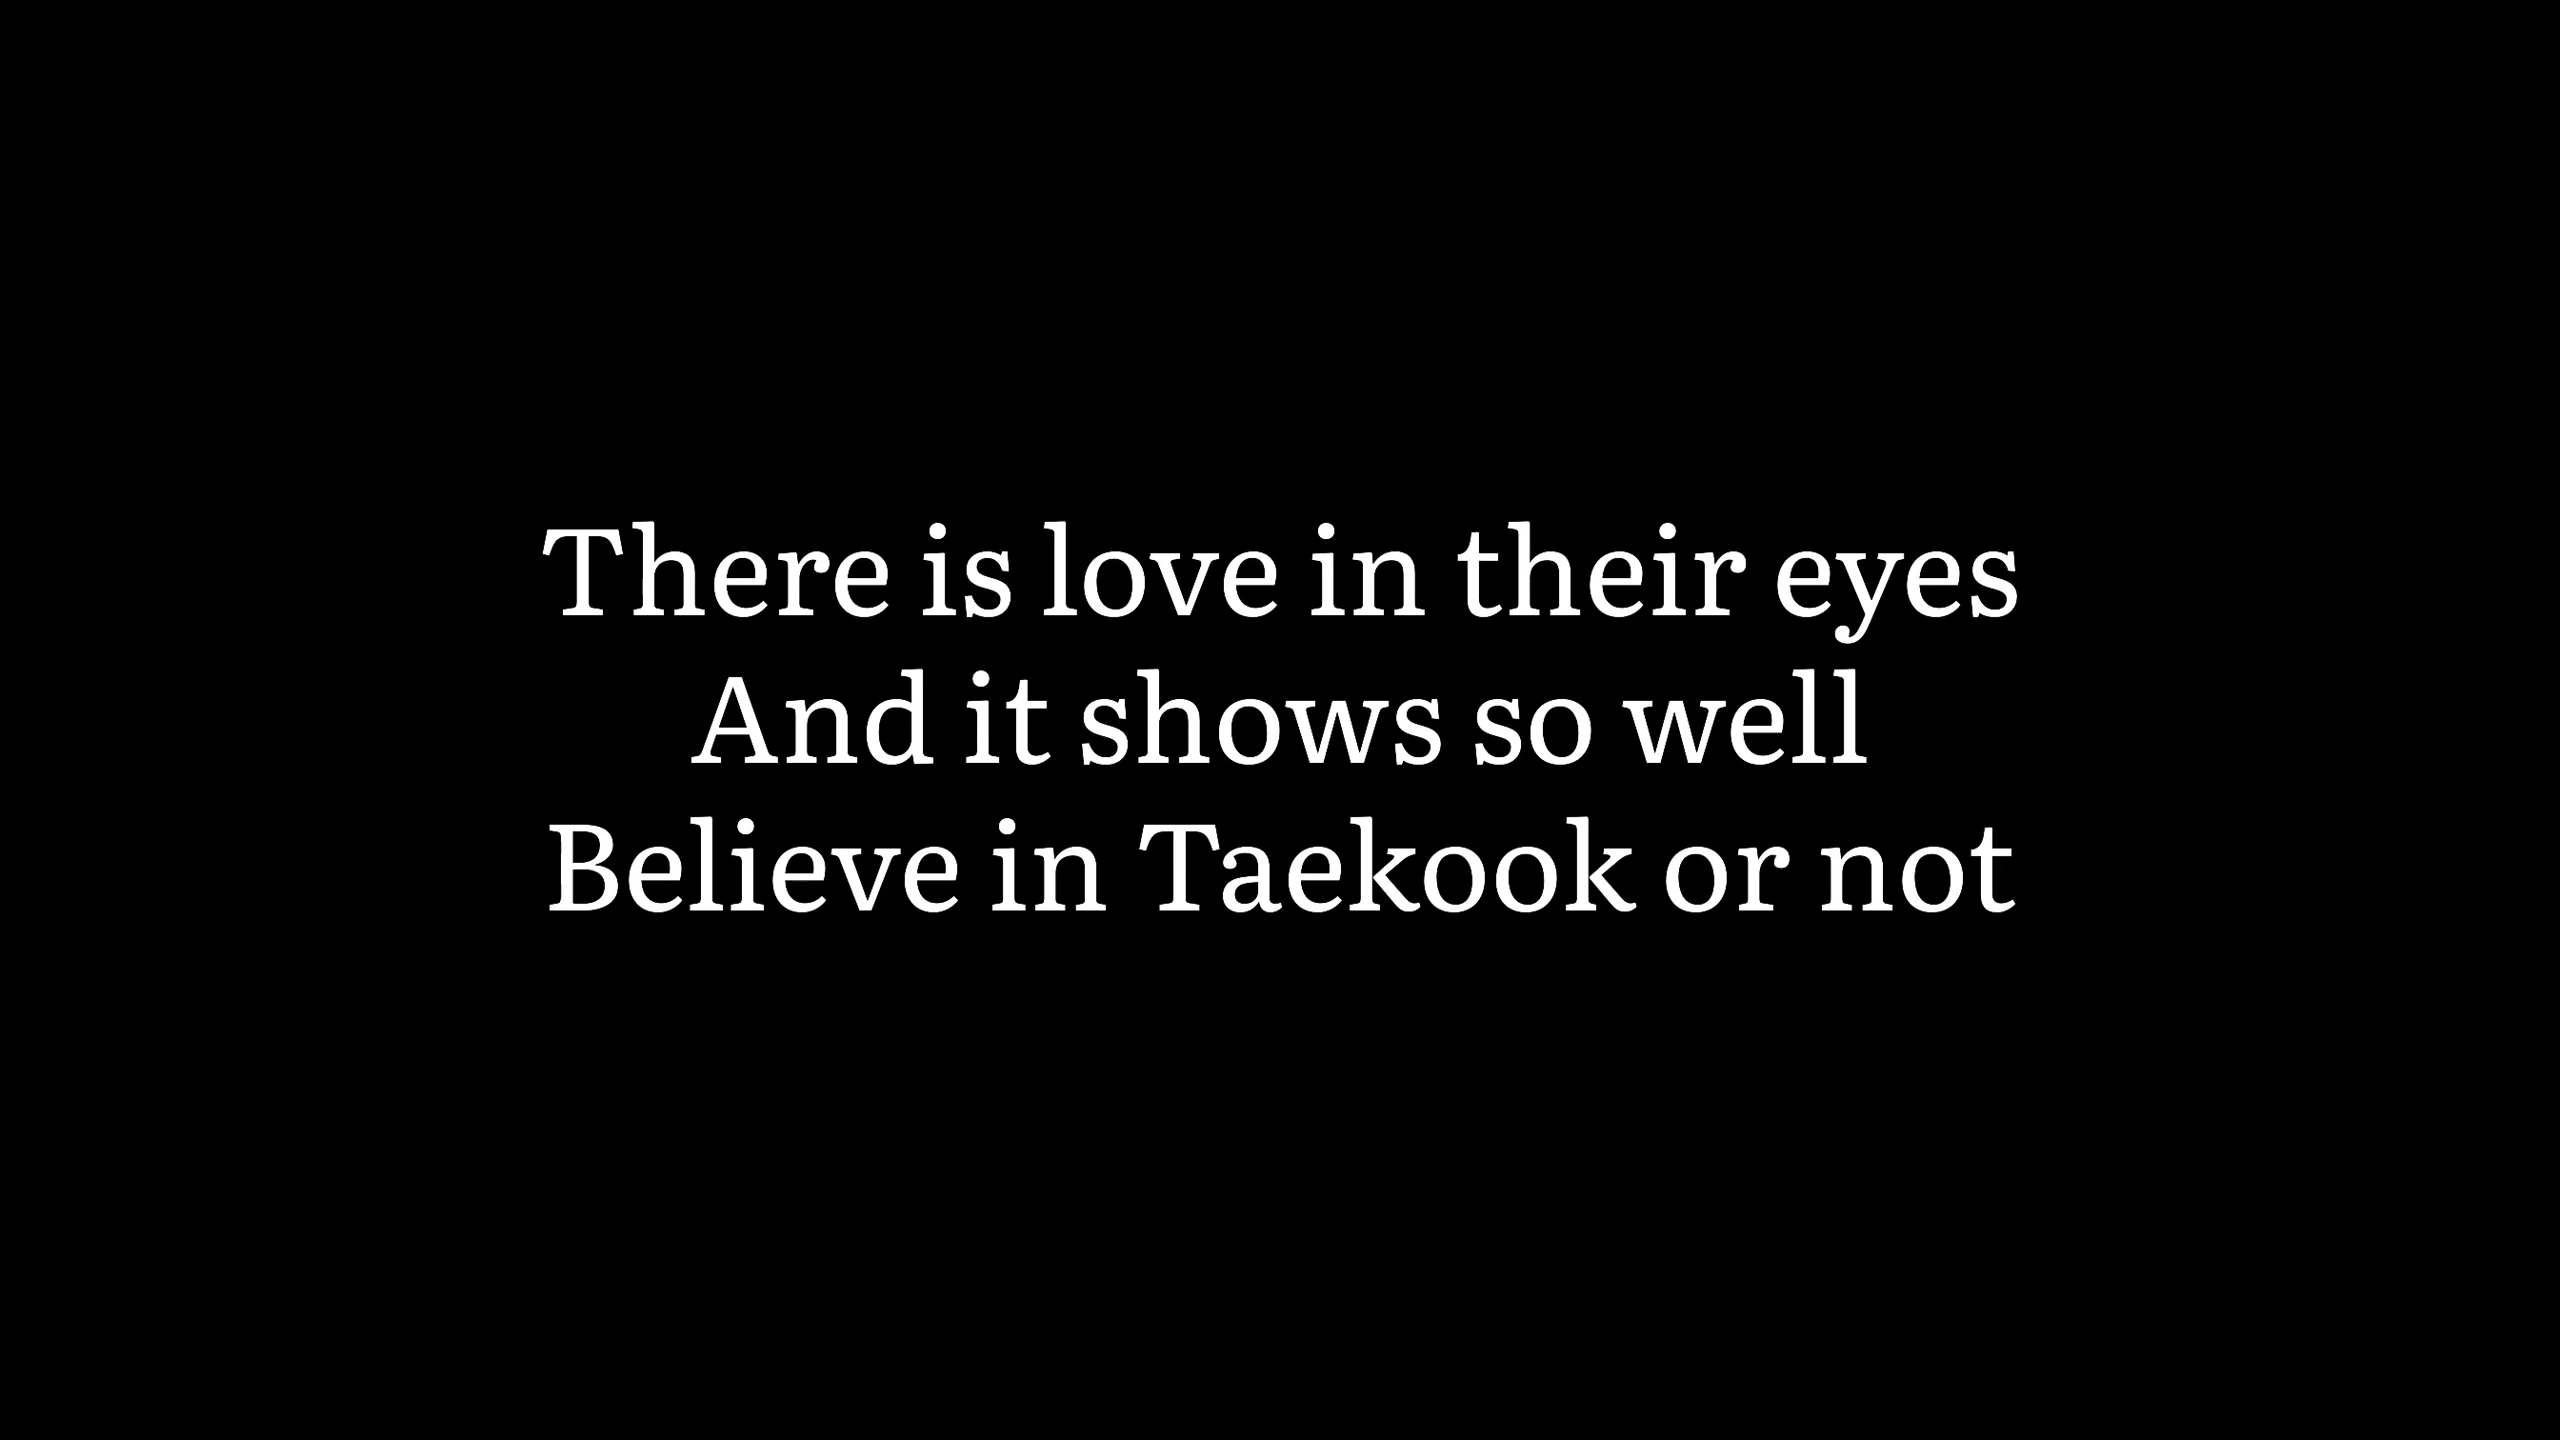 There is love in their eyes
And it shows so well
Believe in Taekook or not